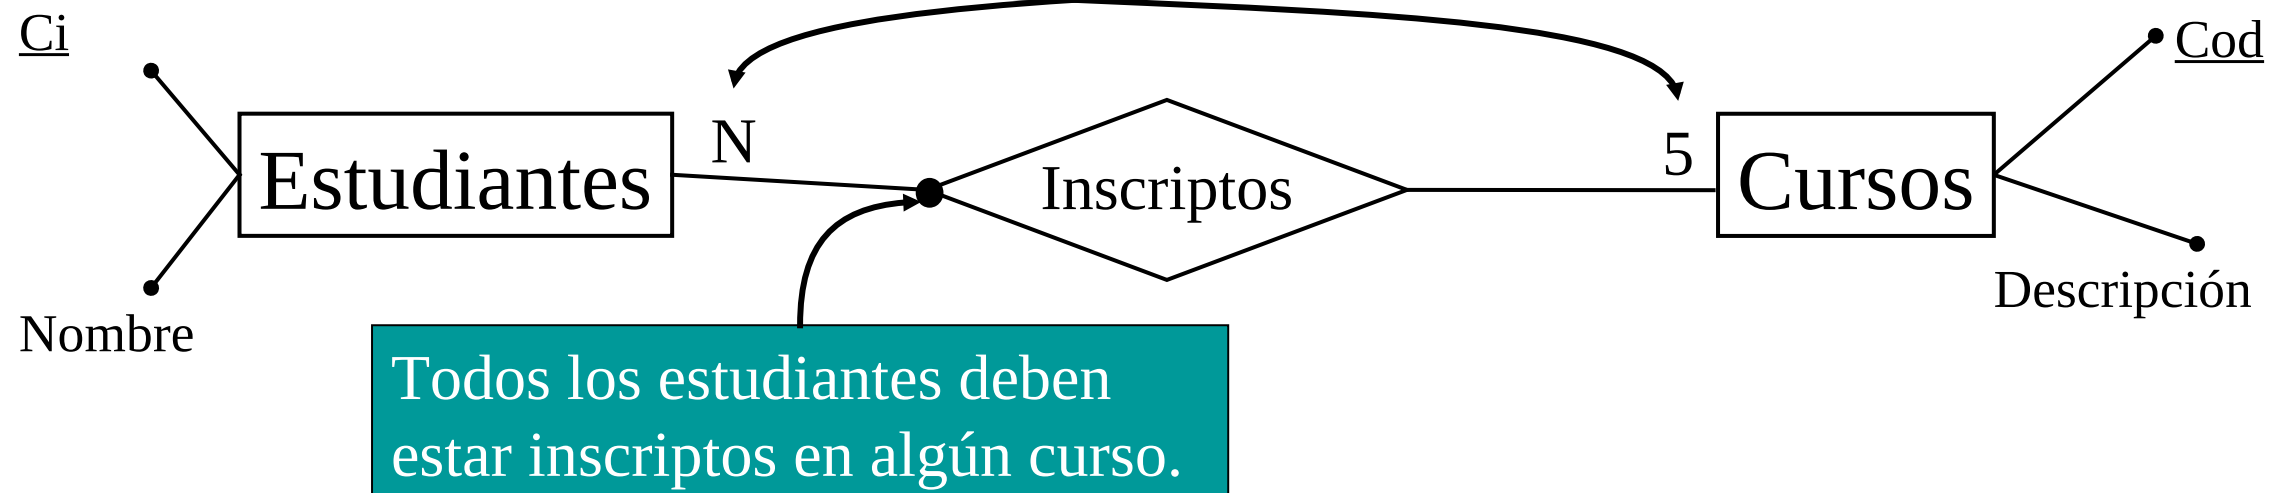 Ci
Cod
N
5
Estudiantes
Inscriptos
Cursos
Descripción
Nombre
Todos los estudiantes deben
estar inscriptos en algún curso.